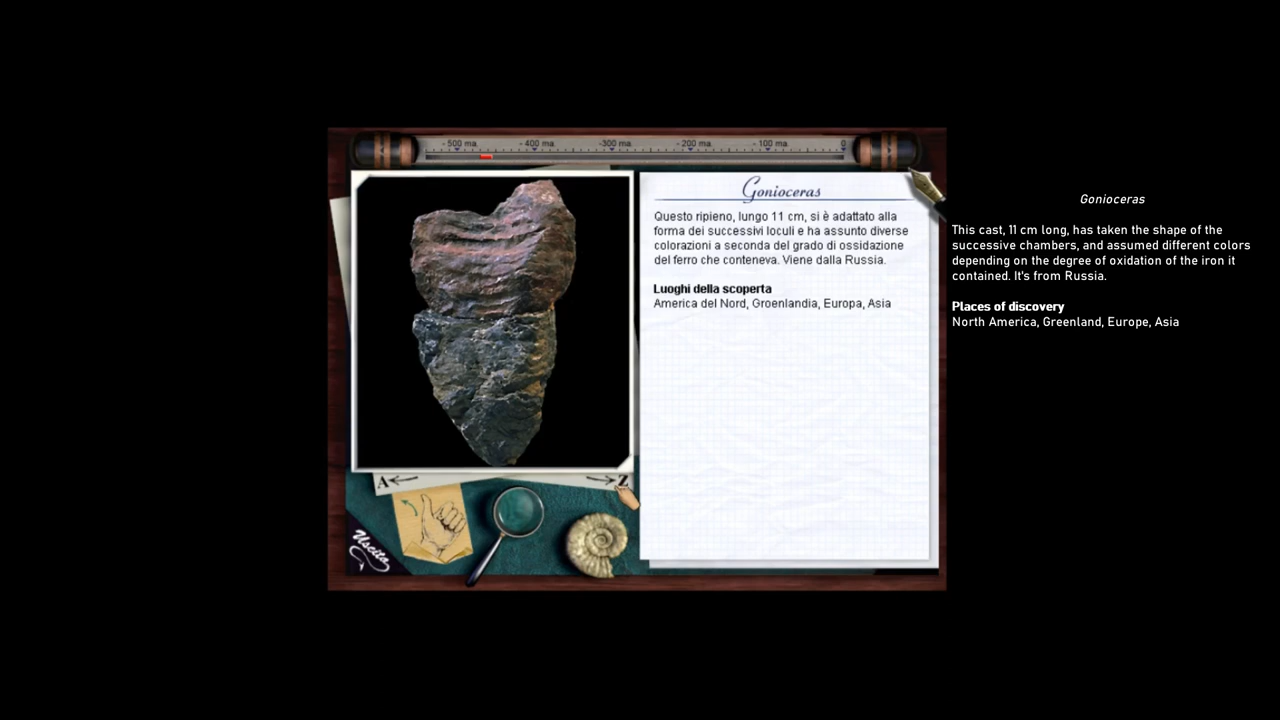 - 500 ma
- 400 ma
-300 ma
- 200 ma
- 100 ma
0
Gonioceras
Questo ripieno, lungo 11 cm, si è adattato alla
forma dei successivi loculi e ha assunto diverse
colorazioni a seconda del grado di ossidazione
del ferro che conteneva. Viene dalla Russia.
Luoghi della scoperta
America del Nord, Groenlandia, Europa, Asia
A
Z
Uscita
Gonioceras
This cast, 11 cm long, has taken the shape of the
successive chambers, and assumed different colors
depending on the degree of oxidation of the iron it
contained. It's from Russia.
Places of discovery
North America, Greenland, Europe, Asia